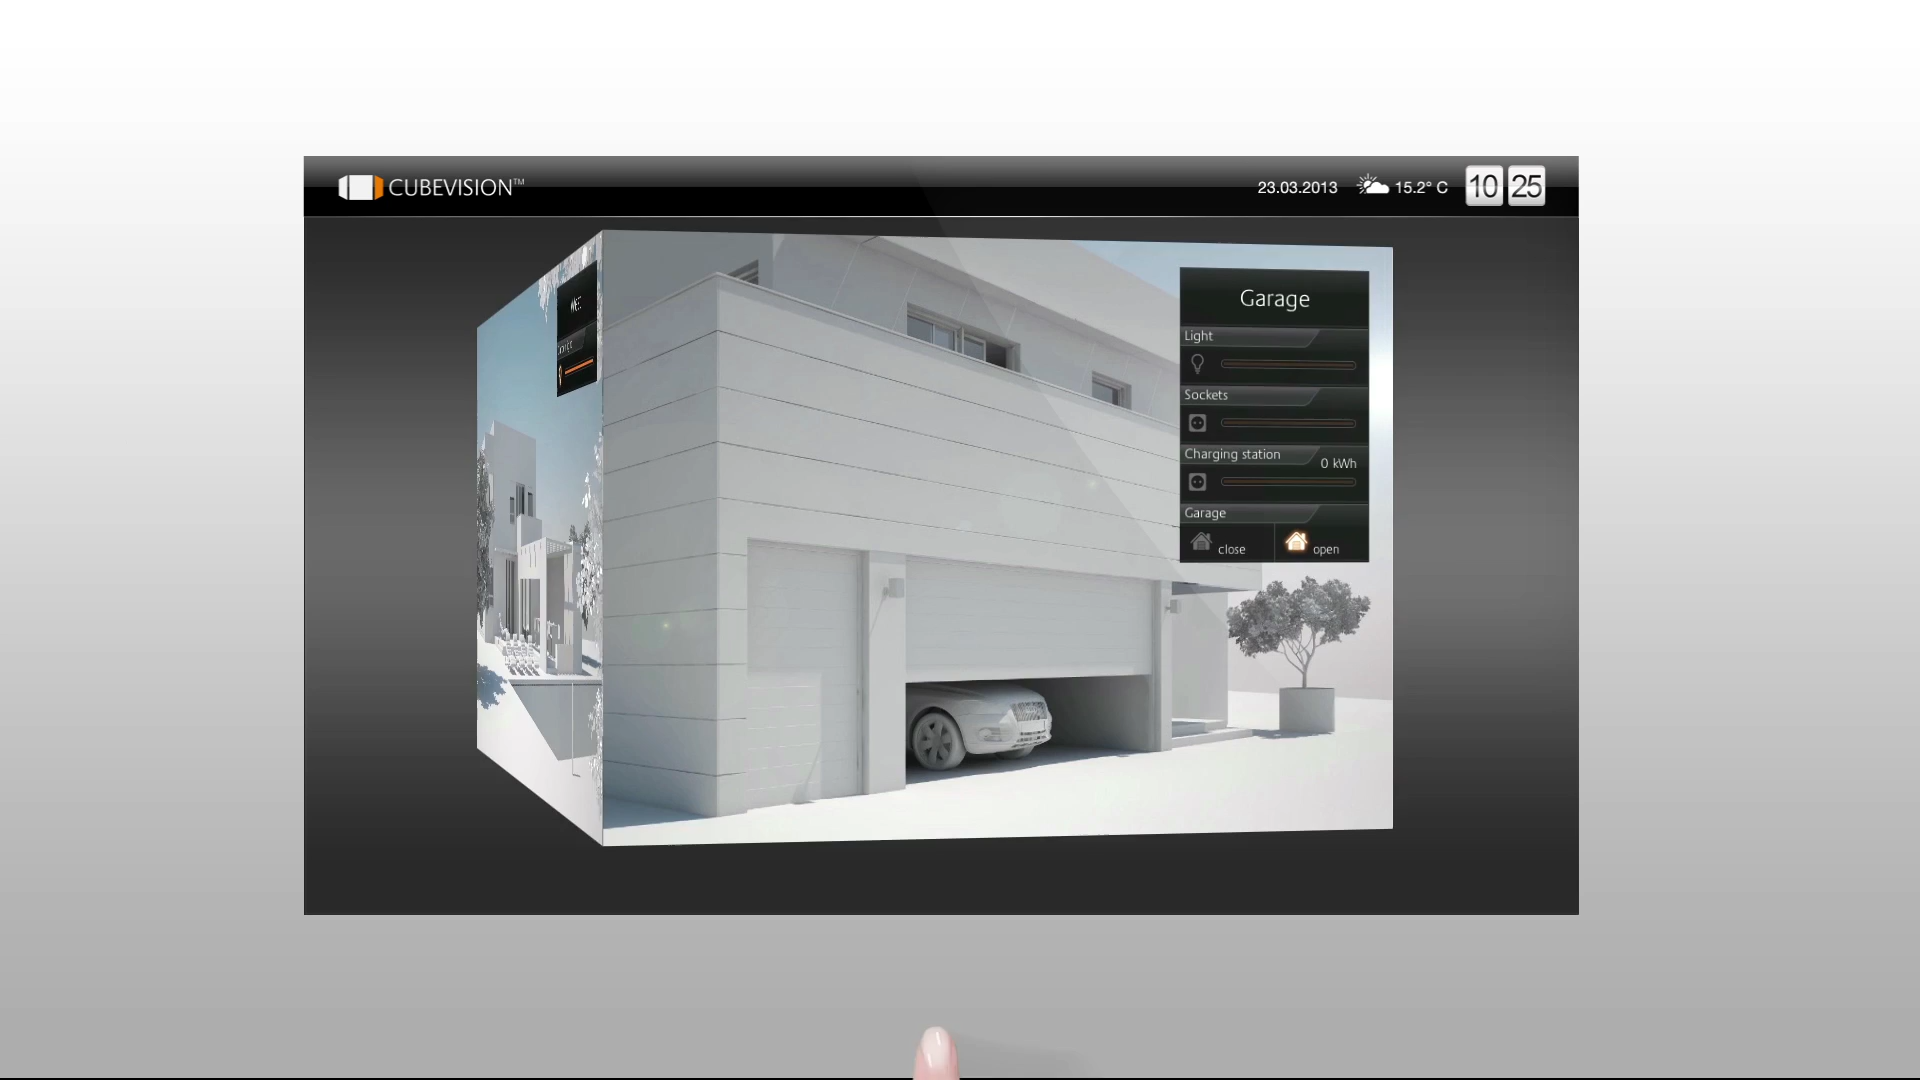 CUBEVISION™
23.03.2013 15.2° C 10 25
Garage
Light
Sockets
Charging station 0 kWh
Garage
close open